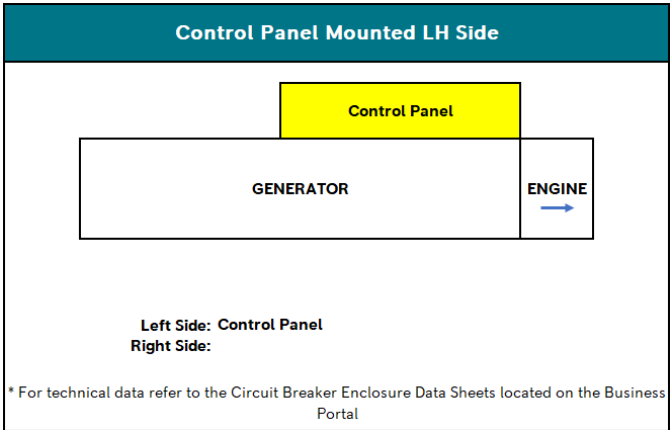 Control Panel Mounted LH Side
Control Panel
GENERATOR
ENGINE
Left Side: Control Panel
Right Side:
* For technical data refer to the Circuit Breaker Enclosure Data Sheets located on the Business
Portal